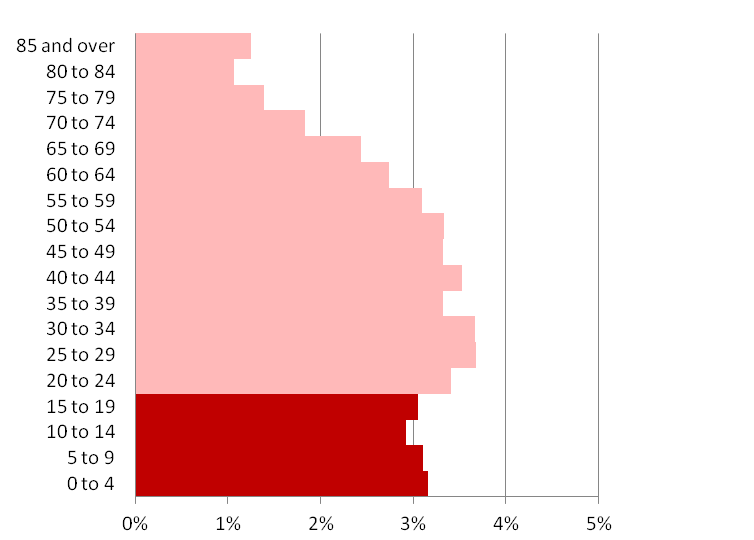 85 and over
80 to 84
75 to 79
70 to 74
65 to 69
60 to 64
55 to 59
50 to 54
45 to 49
40 to 44
35 to 39
30 to 34
25 to 29
20 to 24
15 to 19
10 to 14
5 to 9
0 to 4
0% 1% 2% 3% 4% 5%